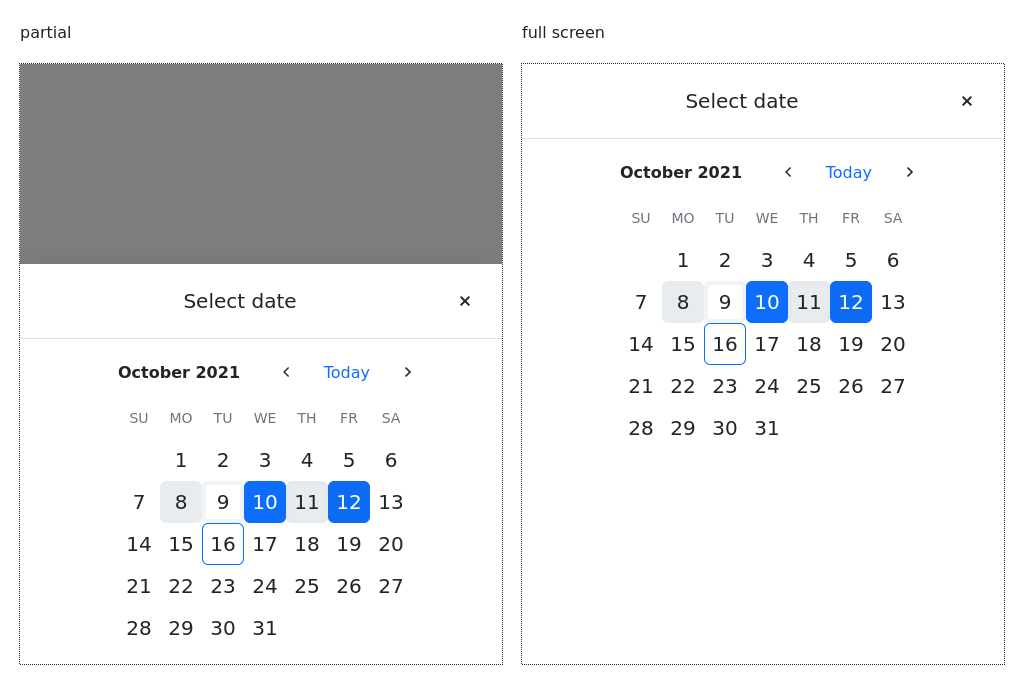 partial
Select date ×
October 2021 ‹ Today ›
SU MO TU WE TH FR SA
1 2 3 4 5 6
7 8 9 10 11 12 13
14 15 16 17 18 19 20
21 22 23 24 25 26 27
28 29 30 31
full screen
Select date ×
October 2021 ‹ Today ›
SU MO TU WE TH FR SA
1 2 3 4 5 6
7 8 9 10 11 12 13
14 15 16 17 18 19 20
21 22 23 24 25 26 27
28 29 30 31